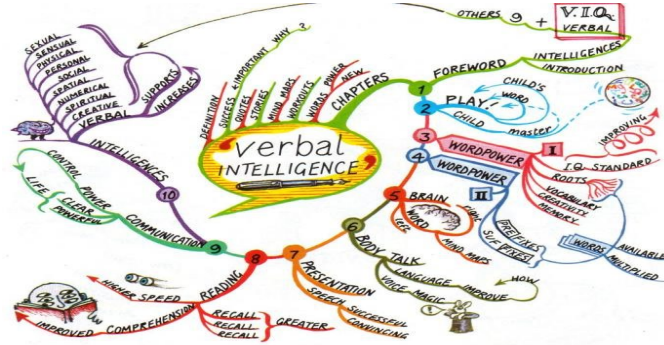 verbal
INTELLIGENCE
CHAPTERS
DEFINITION
SUCCESS & IMPORTANT WHY?
QUOTES
STORIES
MIND MAPS
WORKOUTS
WORDS POWER
NEW
1
FOREWORD
INTELLIGENCES
INTRODUCTION
OTHERS 9 + V.I.Q.
VERBAL
2
PLAY!
CHILD'S
WORD
CHILD master
3
WORDPOWER I
IMPROVING
I.Q. STANDARD
ROOTS
VOCABULARY
CREATIVITY
MEMORY
4
WORDPOWER II
PREFIXES
SUFFIXES
WORDS
AVAILABLE
MULTIPLIED
5
BRAIN
WORD
left
right
MIND MAPS
6
BODY TALK
LANGUAGE IMPROVE
HOW
VOICE MAGIC
7
PRESENTATION
SPEECH
SUCCESSFUL
CONVINCING
8
READING
HIGHER SPEED
IMPROVED COMPREHENSION
RECALL
RECALL
RECALL
GREATER
9
COMMUNICATION
CONTROL POWER
LIFE
CLEAR
POWERFUL
10
INTELLIGENCES
SEXUAL
SENSUAL
PHYSICAL
PERSONAL
SOCIAL
SPATIAL
NUMERICAL
SPIRITUAL
CREATIVE
VERBAL
SUPPORTS
INCREASES